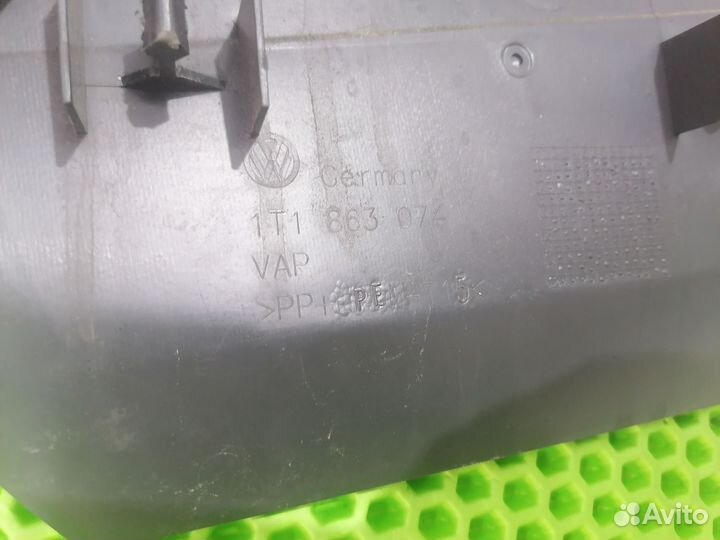 Germany
1T1 863 074
VAP
Avito